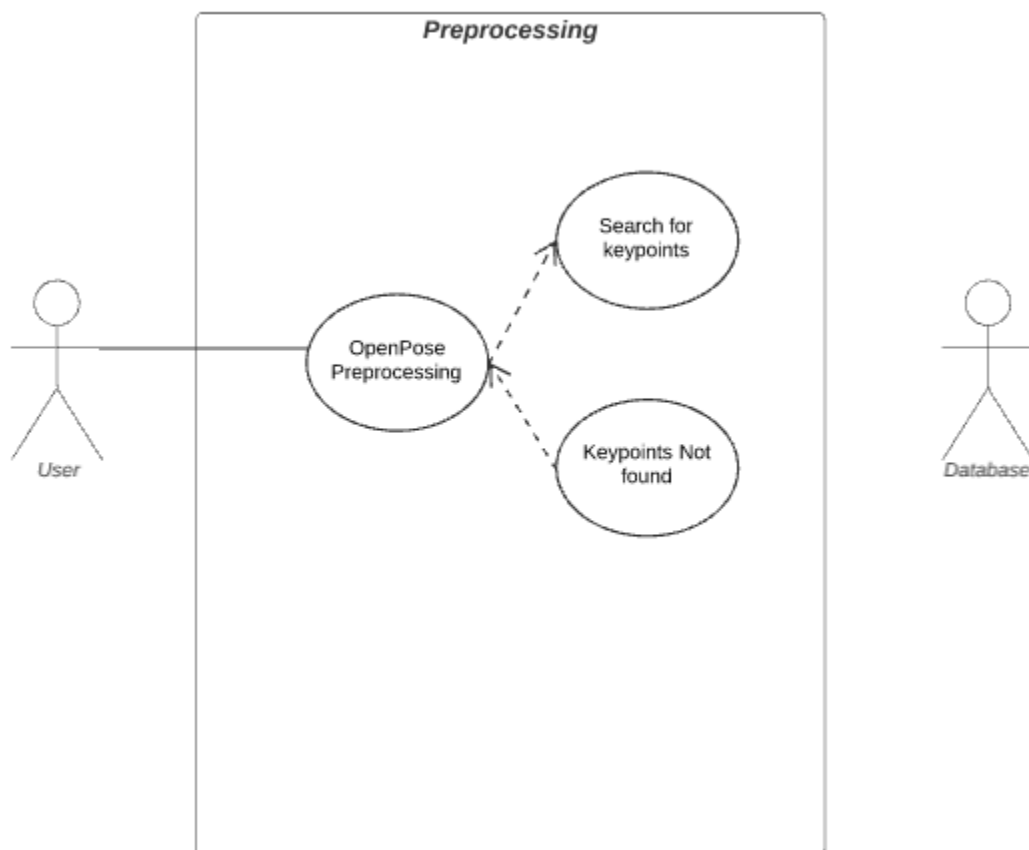 Preprocessing
Search for
keypoints
OpenPose
Preprocessing
Keypoints Not
found
User
Database